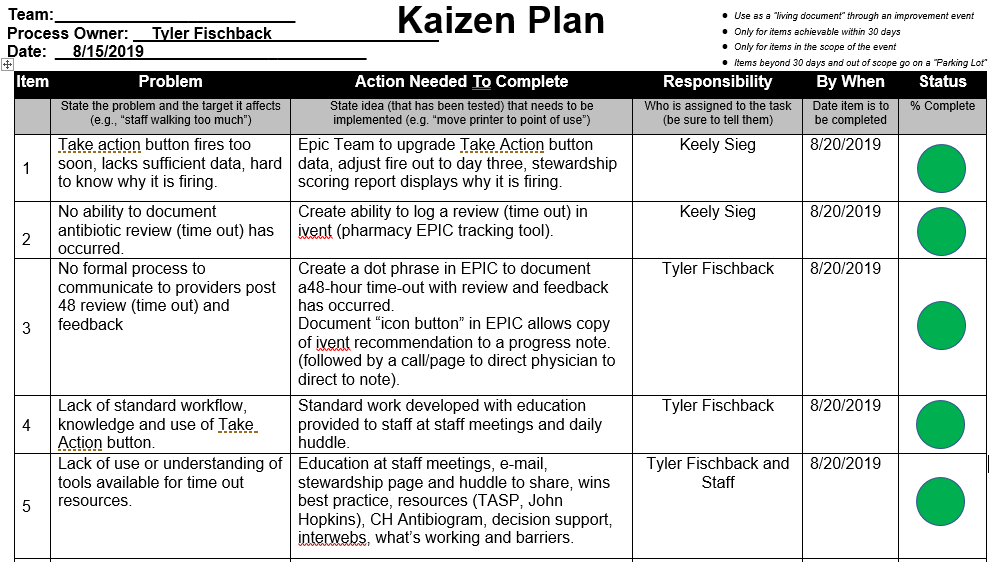 Team:
Kaizen Plan
Process Owner: Tyler Fischback
Date: 8/15/2019
• Use as a "living document" through an improvement event
• Only for items achievable within 30 days
• Only for items in the scope of the event
• Items beyond 30 days and out of scope go on a "Parking Lot"
Item Problem Action Needed To Complete Responsibility By When Status
State the problem and the target it affects
(e.g., "staff walking too much")
State idea (that has been tested) that needs to be
implemented (e.g. "move printer to point of use")
Who is assigned to the task
(be sure to tell them)
Date item is to
be completed
% Complete
1
Take action button fires too
soon, lacks sufficient data, hard
to know why it is firing.
Epic Team to upgrade Take Action button
data, adjust fire out to day three, stewardship
scoring report displays why it is firing.
Keely Sieg
8/20/2019
2
No ability to document
antibiotic review (time out) has
occurred.
Create ability to log a review (time out) in
ivent (pharmacy EPIC tracking tool).
Keely Sieg
8/20/2019
3
No formal process to
communicate to providers post
48 review (time out) and
feedback
Create a dot phrase in EPIC to document
a48-hour time-out with review and feedback
has occurred.
Document “icon button” in EPIC allows copy
of ivent recommendation to a progress note.
(followed by a call/page to direct physician to
direct to note).
Tyler Fischback
8/20/2019
4
Lack of standard workflow,
knowledge and use of Take
Action button.
Standard work developed with education
provided to staff at staff meetings and daily
huddle.
Tyler Fischback
8/20/2019
5
Lack of use or understanding of
tools available for time out
resources.
Education at staff meetings, e-mail,
stewardship page and huddle to share, wins
best practice, resources (TASP, John
Hopkins), CH Antibiogram, decision support,
interwebs, what’s working and barriers.
Tyler Fischback and
Staff
8/20/2019